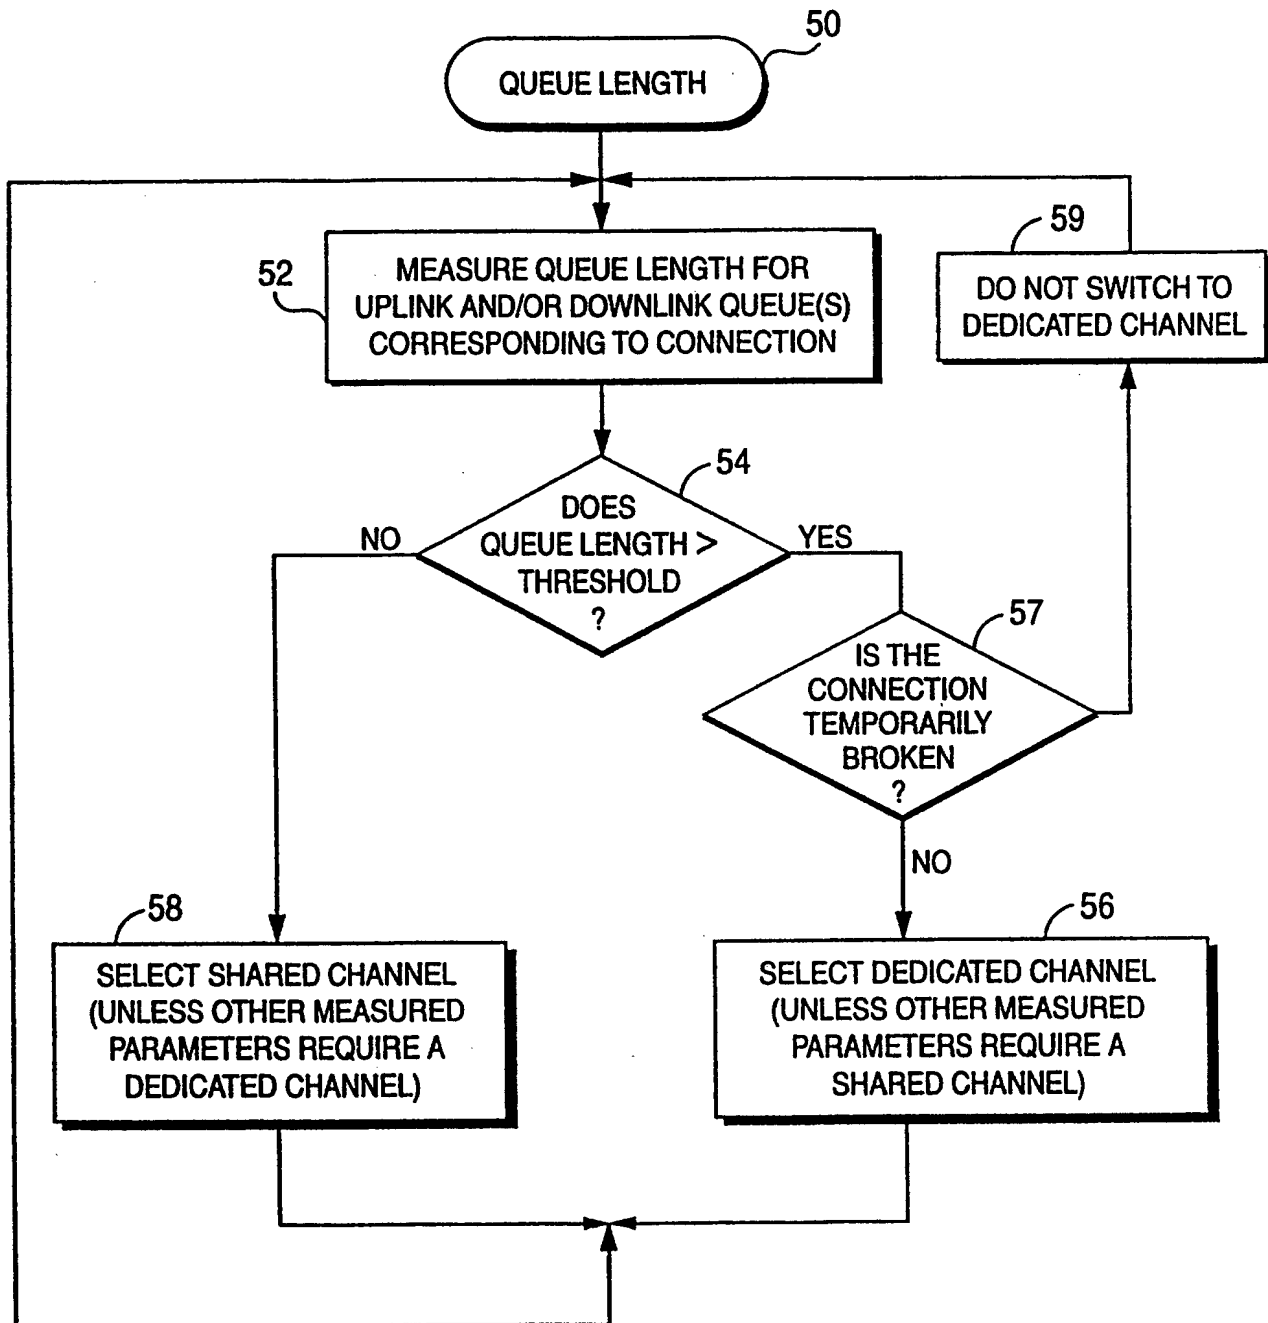 50
QUEUE LENGTH
59
52
MEASURE QUEUE LENGTH FOR
UPLINK AND/OR DOWNLINK QUEUE(S)
CORRESPONDING TO CONNECTION
DO NOT SWITCH TO
DEDICATED CHANNEL
54
DOES
QUEUE LENGTH >
THRESHOLD
?
NO
YES
57
IS THE
CONNECTION
TEMPORARILY
BROKEN
?
NO
58
SELECT SHARED CHANNEL
(UNLESS OTHER MEASURED
PARAMETERS REQUIRE A
DEDICATED CHANNEL)
56
SELECT DEDICATED CHANNEL
(UNLESS OTHER MEASURED
PARAMETERS REQUIRE A
SHARED CHANNEL)